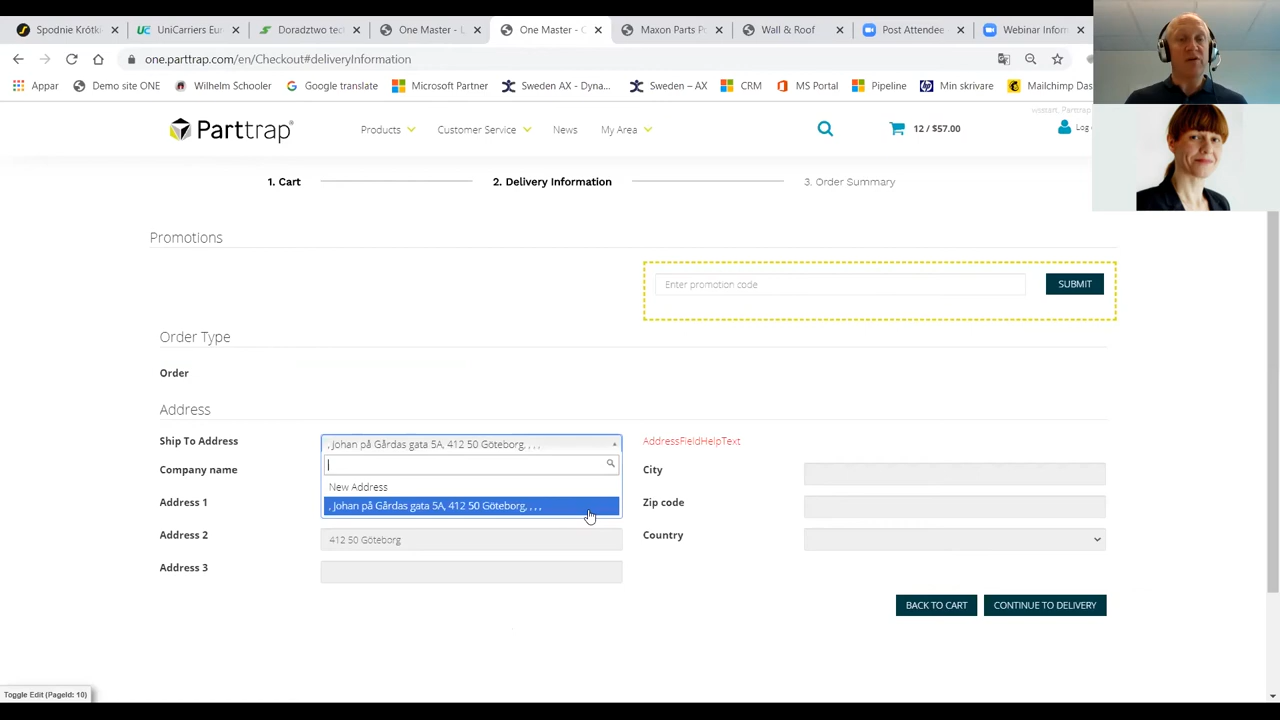 Spodnie Krótk
UniCarriers Eur
Doradztwo tec
One Master - 
One Master - 
Maxon Parts P
Wall & Roof
Post Attendee
Webinar Inform
one.parttrap.com/en/Checkout#deliveryInformation
Appar
Demo site ONE
Wilhelm Schooler
Google translate
Microsoft Partner
Sweden AX - Dyna...
Sweden – AX
CRM
MS Portal
Pipeline
Min skrivare
Mailchimp Das
Parttrap
Products
Customer Service
News
My Area
12 / $57.00
Log
1. Cart
2. Delivery Information
3. Order Summary
Promotions
Enter promotion code
SUBMIT
Order Type
Order
Address
Ship To Address
, Johan på Gårdas gata 5A, 412 50 Göteborg, , , ,
AddressFieldHelpText
Company name
City
New Address
Address 1
, Johan på Gårdas gata 5A, 412 50 Göteborg, , , ,
Zip code
Address 2
412 50 Göteborg
Country
Address 3
BACK TO CART
CONTINUE TO DELIVERY
Toggle Edit (PageId: 10)